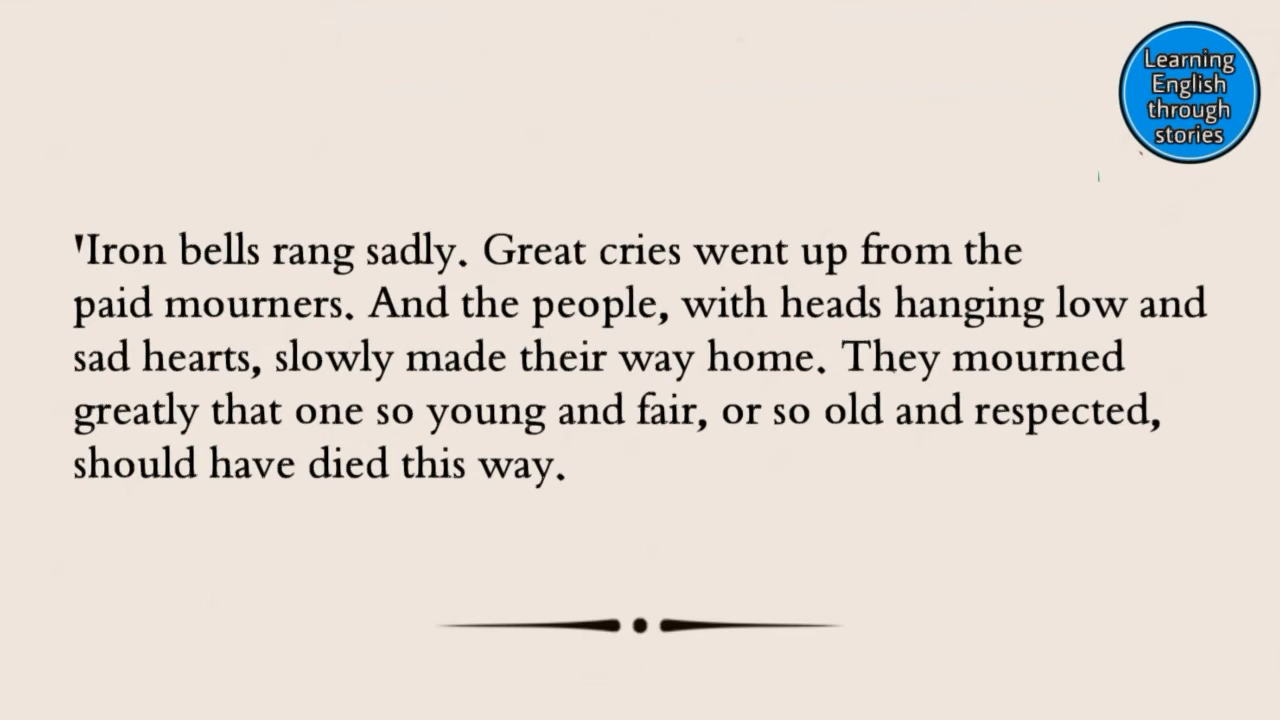 Learning
English
through
stories
'Iron bells rang sadly. Great cries went up from the
paid mourners. And the people, with heads hanging low and
sad hearts, slowly made their way home. They mourned
greatly that one so young and fair, or so old and respected,
should have died this way.